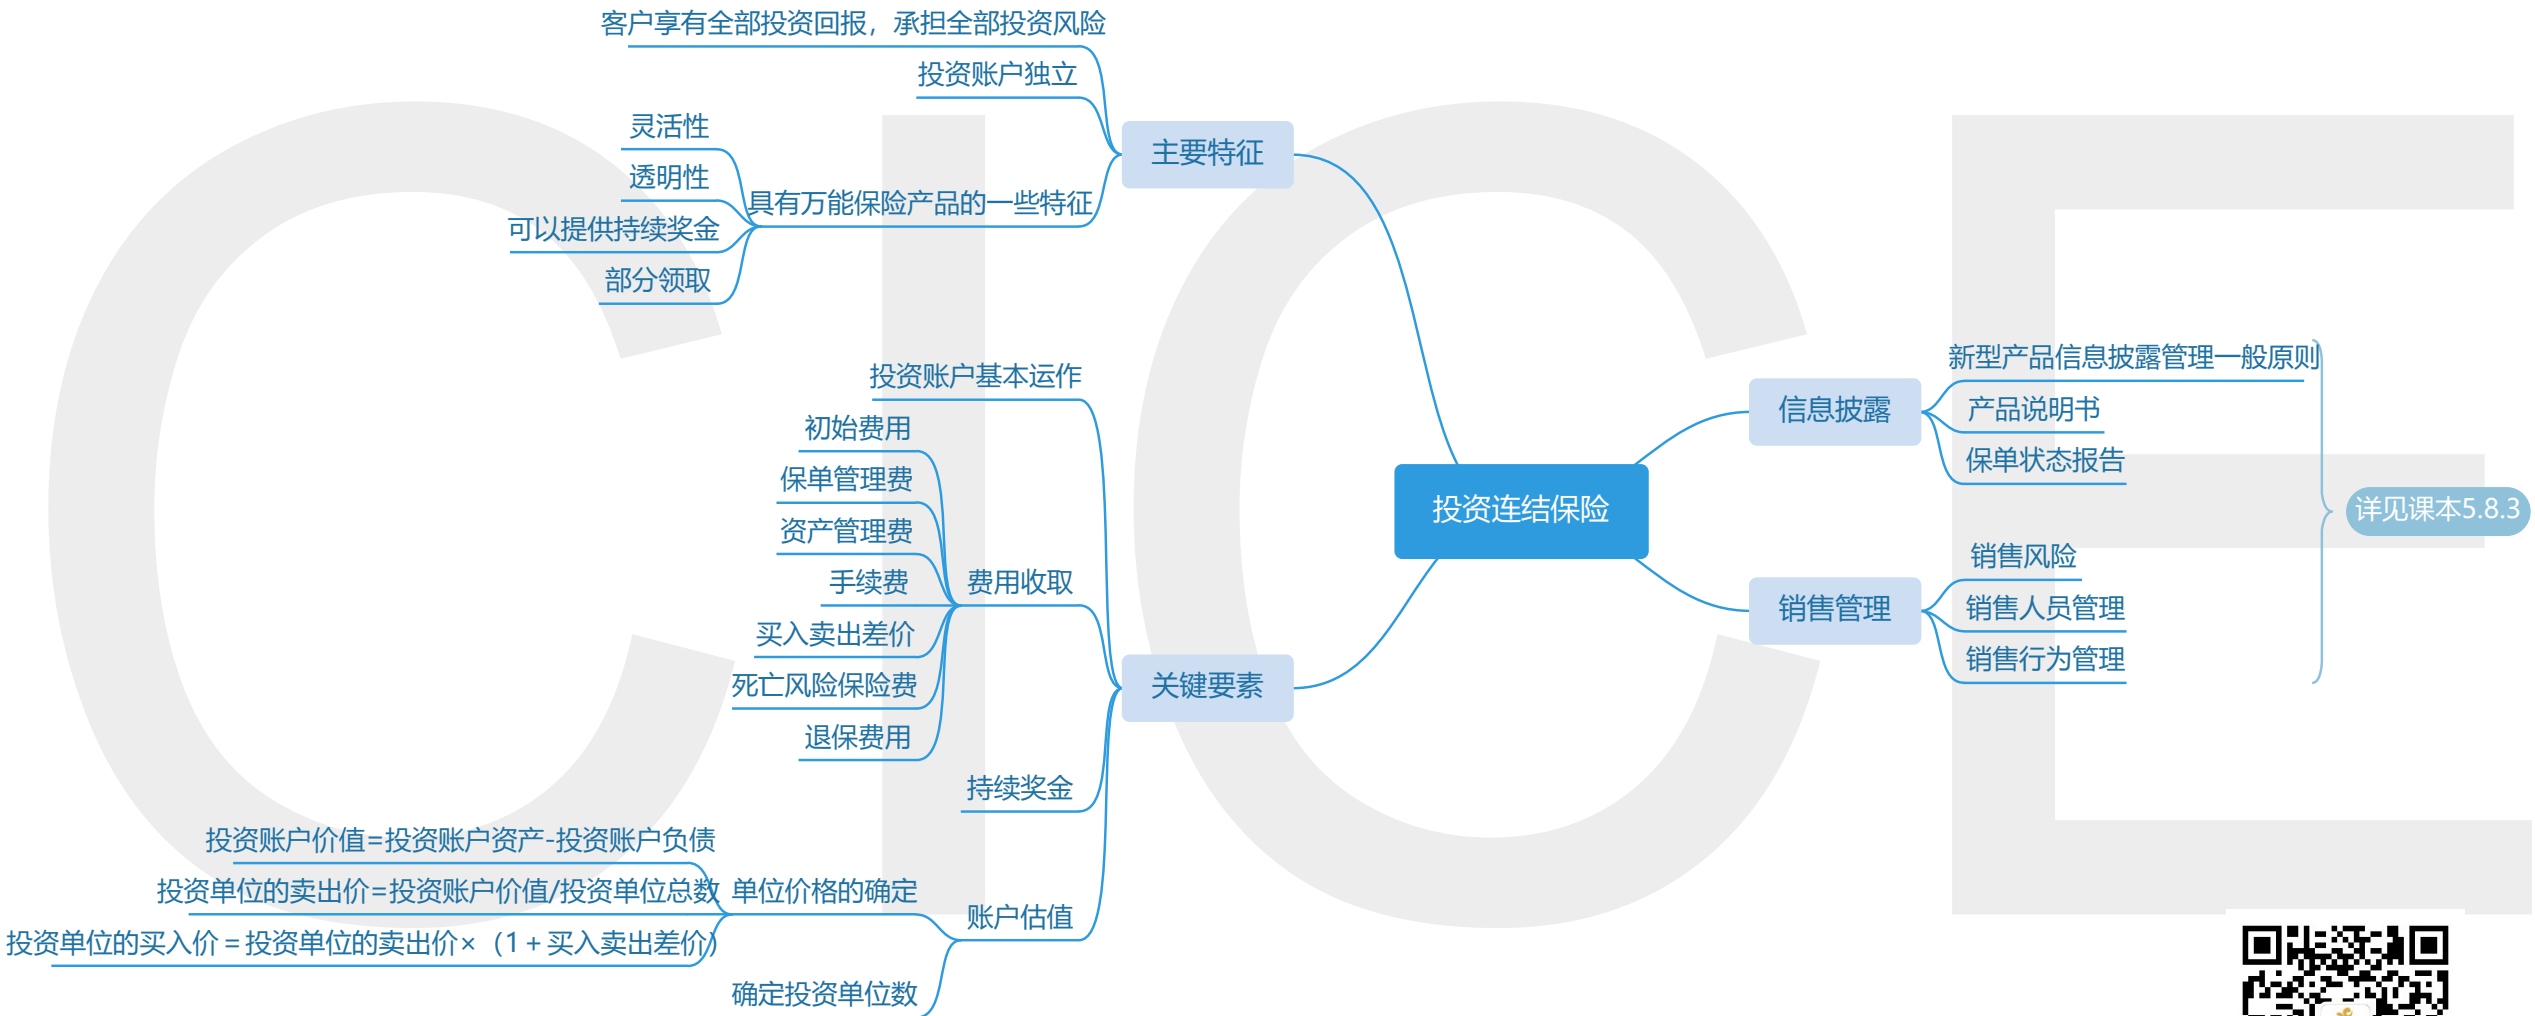 客户享有全部投资回报，承担全部投资风险
投资账户独立
灵活性
透明性
可以提供持续奖金
部分领取
具有万能保险产品的一些特征
主要特征
投资账户基本运作
初始费用
保单管理费
资产管理费
手续费
买入卖出差价
死亡风险保险费
退保费用
费用收取
持续奖金
投资账户价值=投资账户资产-投资账户负债
投资单位的卖出价=投资账户价值/投资单位总数
投资单位的买入价＝投资单位的卖出价×（1＋买入卖出差价）
单位价格的确定
确定投资单位数
账户估值
关键要素
投资连结保险
信息披露
新型产品信息披露管理一般原则
产品说明书
保单状态报告
销售管理
销售风险
销售人员管理
销售行为管理
详见课本5.8.3
CICE